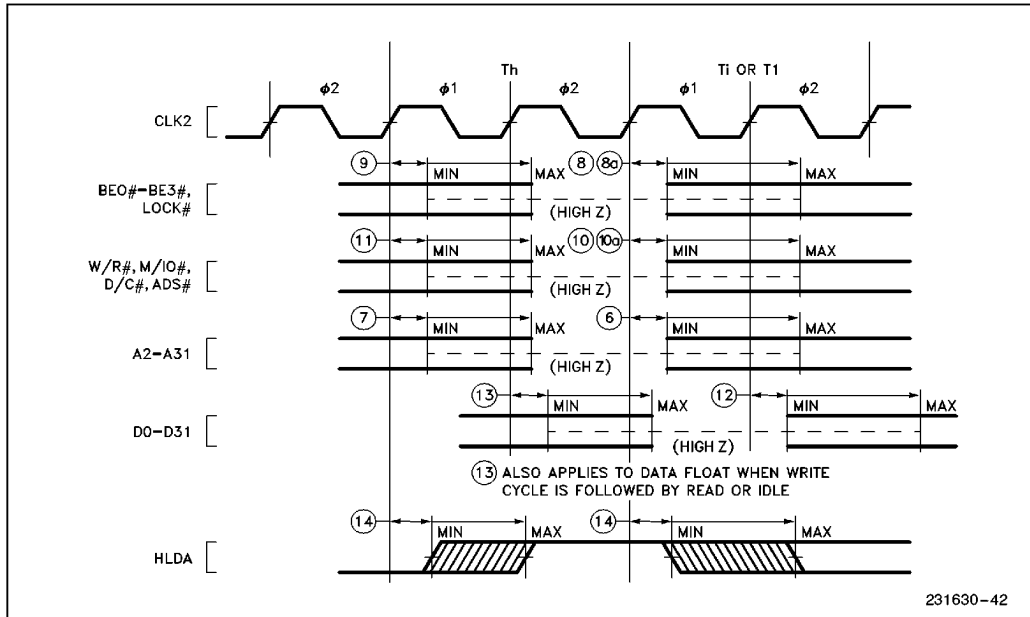 Th Ti OR T1
ϕ2 ϕ1 ϕ2 ϕ1 ϕ2
CLK2
9 8 8a
MIN MAX MIN MAX
BE0#–BE3#,
LOCK#
(HIGH Z)
11 10 10a
MIN MAX MIN MAX
W/R#, M/IO#,
D/C#, ADS#
(HIGH Z)
7 6
MIN MAX MIN MAX
A2–A31
(HIGH Z)
13 12
MIN MAX MIN MAX
D0–D31
(HIGH Z)
13 ALSO APPLIES TO DATA FLOAT WHEN WRITE
CYCLE IS FOLLOWED BY READ OR IDLE
14 14
MIN MAX MIN MAX
HLDA
231630–42